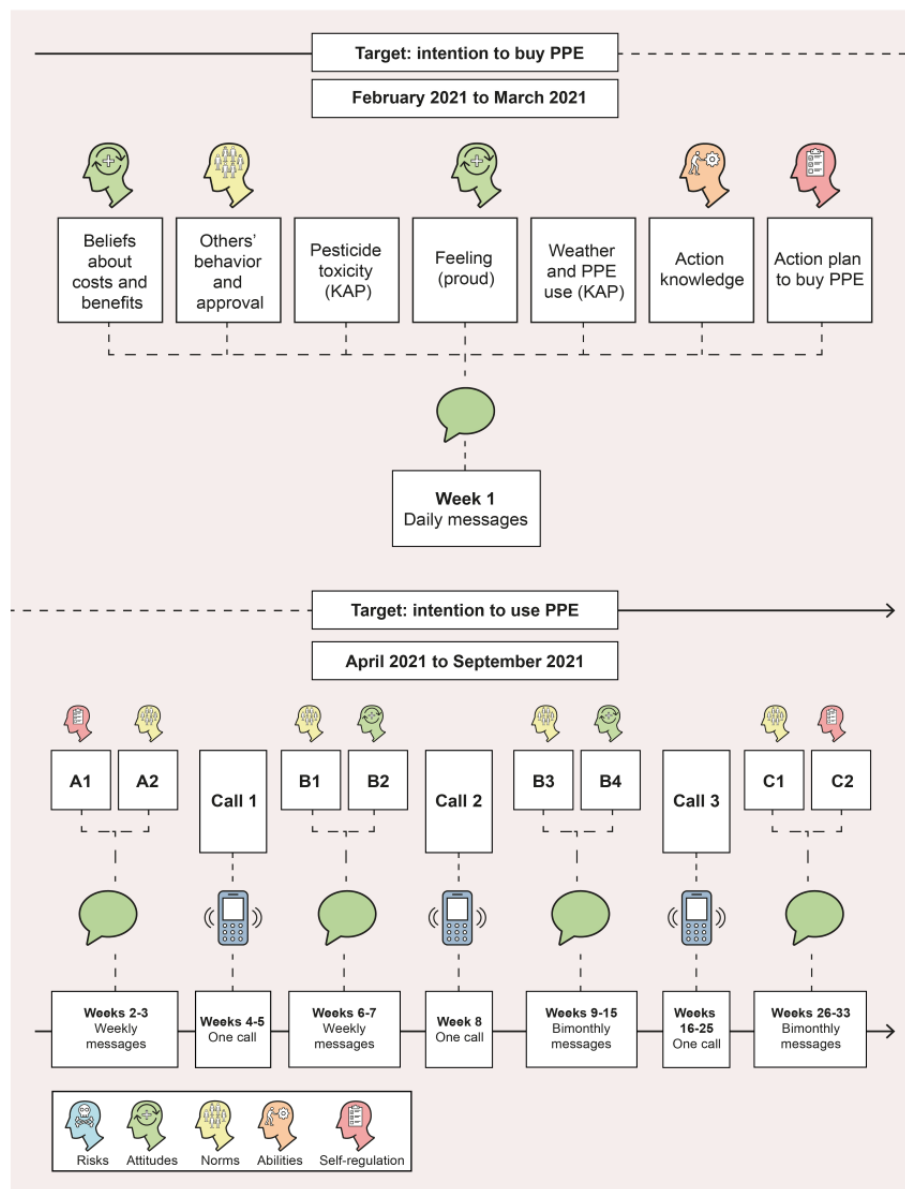 Target: intention to buy PPE
February 2021 to March 2021
Beliefs
about
costs and
benefits
Others'
behavior
and
approval
Pesticide
toxicity
(KAP)
Feeling
(proud)
Weather
and PPE
use (KAP)
Action
knowledge
Action plan
to buy PPE
Week 1
Daily messages
Target: intention to use PPE
April 2021 to September 2021
A1
A2
Call 1
B1
B2
Call 2
B3
B4
Call 3
C1
C2
Weeks 2-3
Weekly
messages
Weeks 4-5
One call
Weeks 6-7
Weekly
messages
Week 8
One call
Weeks 9-15
Bimonthly
messages
Weeks
16-25
One call
Weeks 26-33
Bimonthly
messages
Risks
Attitudes
Norms
Abilities
Self-regulation